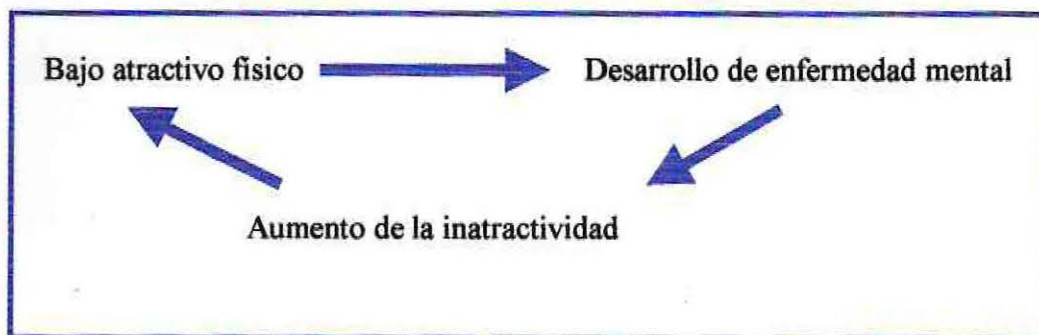 Bajo atractivo físico
Desarrollo de enfermedad mental
Aumento de la inatractividad